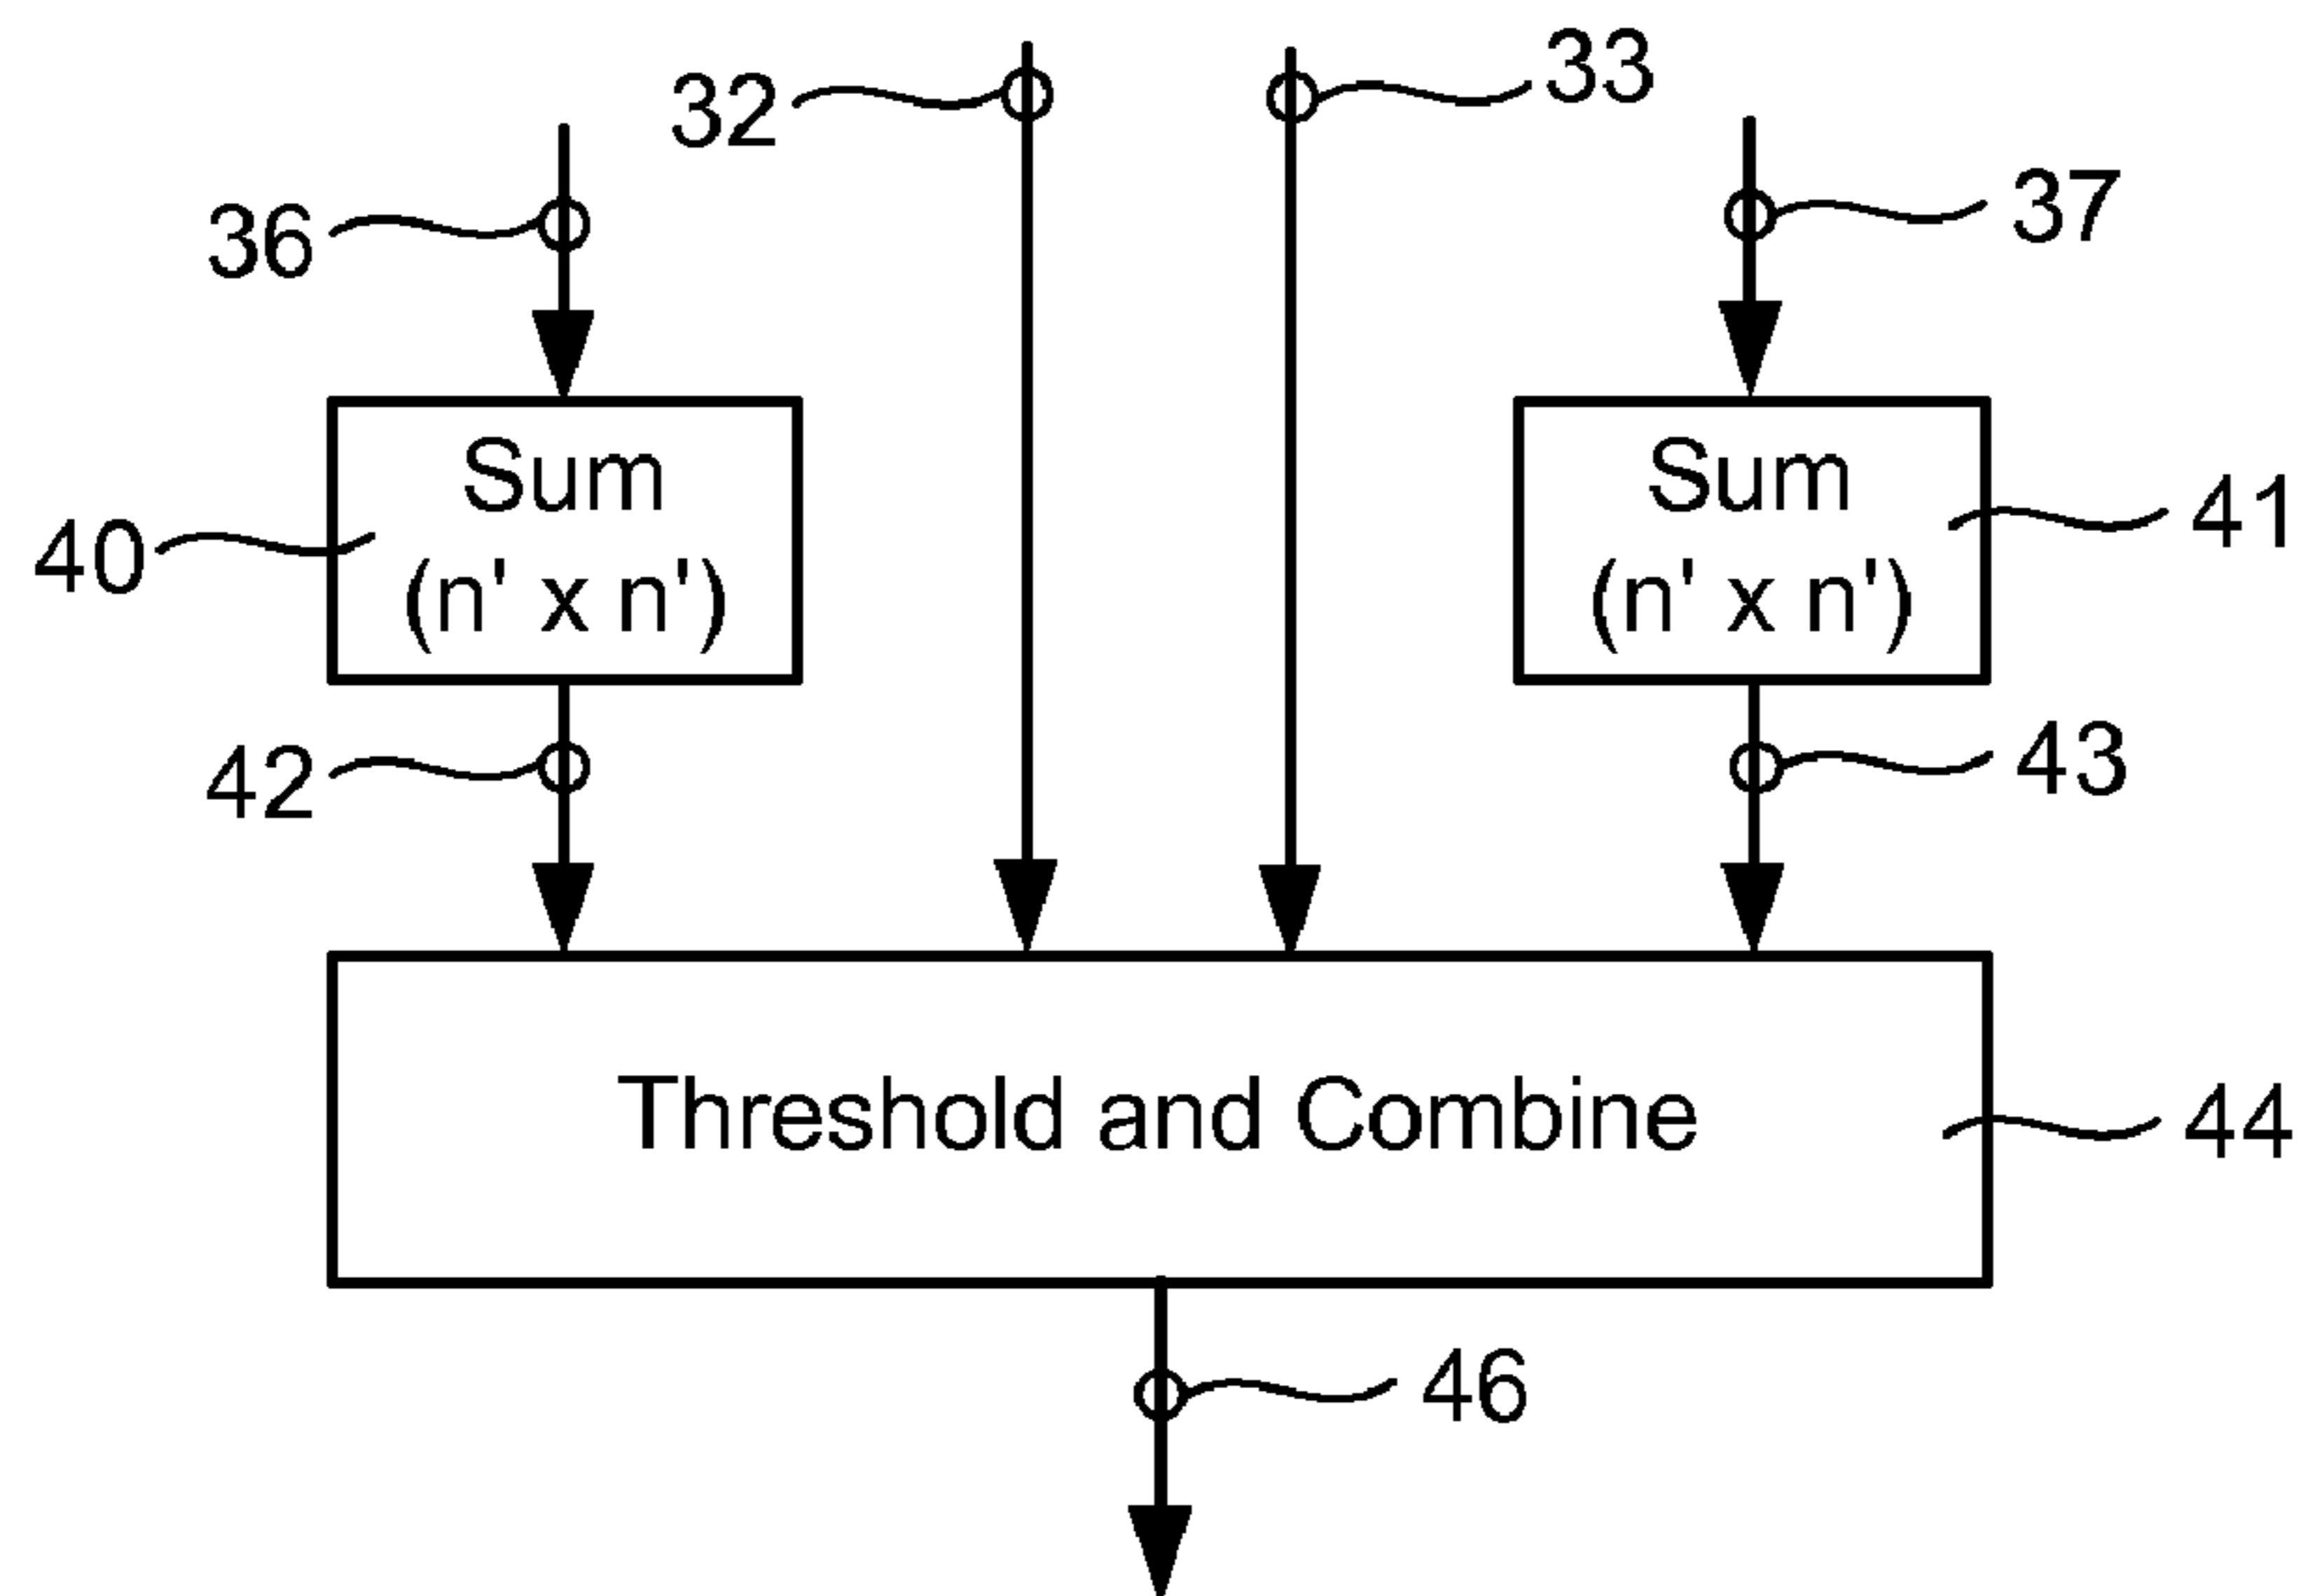 33
32
37
36
Sum
(n' x n')
Sum
(n' x n')
41
40
42
43
Threshold and Combine
44
46